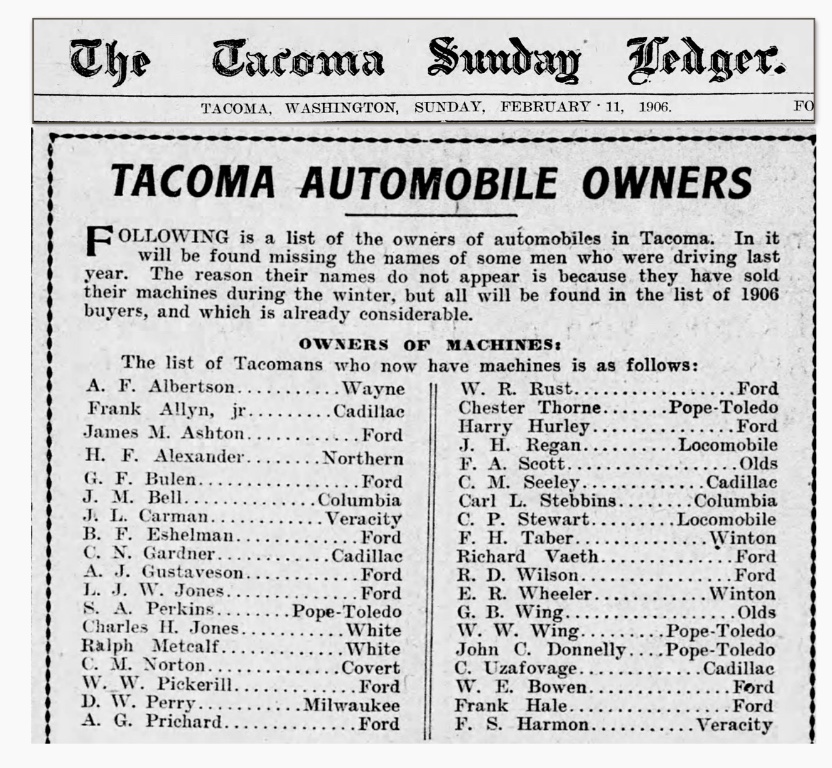 The Tacoma Sunday Ledger.
TACOMA, WASHINGTON, SUNDAY, FEBRUARY 11, 1906.
FO
TACOMA AUTOMOBILE OWNERS
FOLLOWING is a list of the owners of automobiles in Tacoma. In it
will be found missing the names of some men who were driving last
year. The reason their names do not appear is because they have sold
their machines during the winter, but all will be found in the list of 1906
buyers, and which is already considerable.
OWNERS OF MACHINES:
The list of Tacomans who now have machines is as follows:
A. F. Albertson..........Wayne
Frank Allyn, jr.........Cadillac
James M. Ashton...........Ford
H. F. Alexander........Northern
G. F. Bulen................Ford
J. M. Bell.............Columbia
J. L. Carman...........Veracity
B. F. Eshelman............Ford
C. N. Gardner..........Cadillac
A. J. Gustaveson..........Ford
L. J. W. Jones.............Ford
S. A. Perkins........Pope-Toledo
Charles H. Jones..........White
Ralph Metcalf.............White
C. M. Norton.............Covert
W. W. Pickerill............Ford
D. W. Perry...........Milwaukee
A. G. Prichard............Ford
W. R. Rust................Ford
Chester Thorne.......Pope-Toledo
Harry Hurley..............Ford
J. H. Regan..........Locomobile
F. A. Scott................Olds
C. M. Seeley...........Cadillac
Carl L. Stebbins.......Columbia
C. P. Stewart........Locomobile
F. H. Taber.............Winton
Richard Vaeth.............Ford
R. D. Wilson..............Ford
E. R. Wheeler...........Winton
G. B. Wing................Olds
W. W. Wing.........Pope-Toledo
John C. Donnelly....Pope-Toledo
C. Uzafovage...........Cadillac
W. E. Bowen..............Ford
Frank Hale................Ford
F. S. Harmon..........Veracity